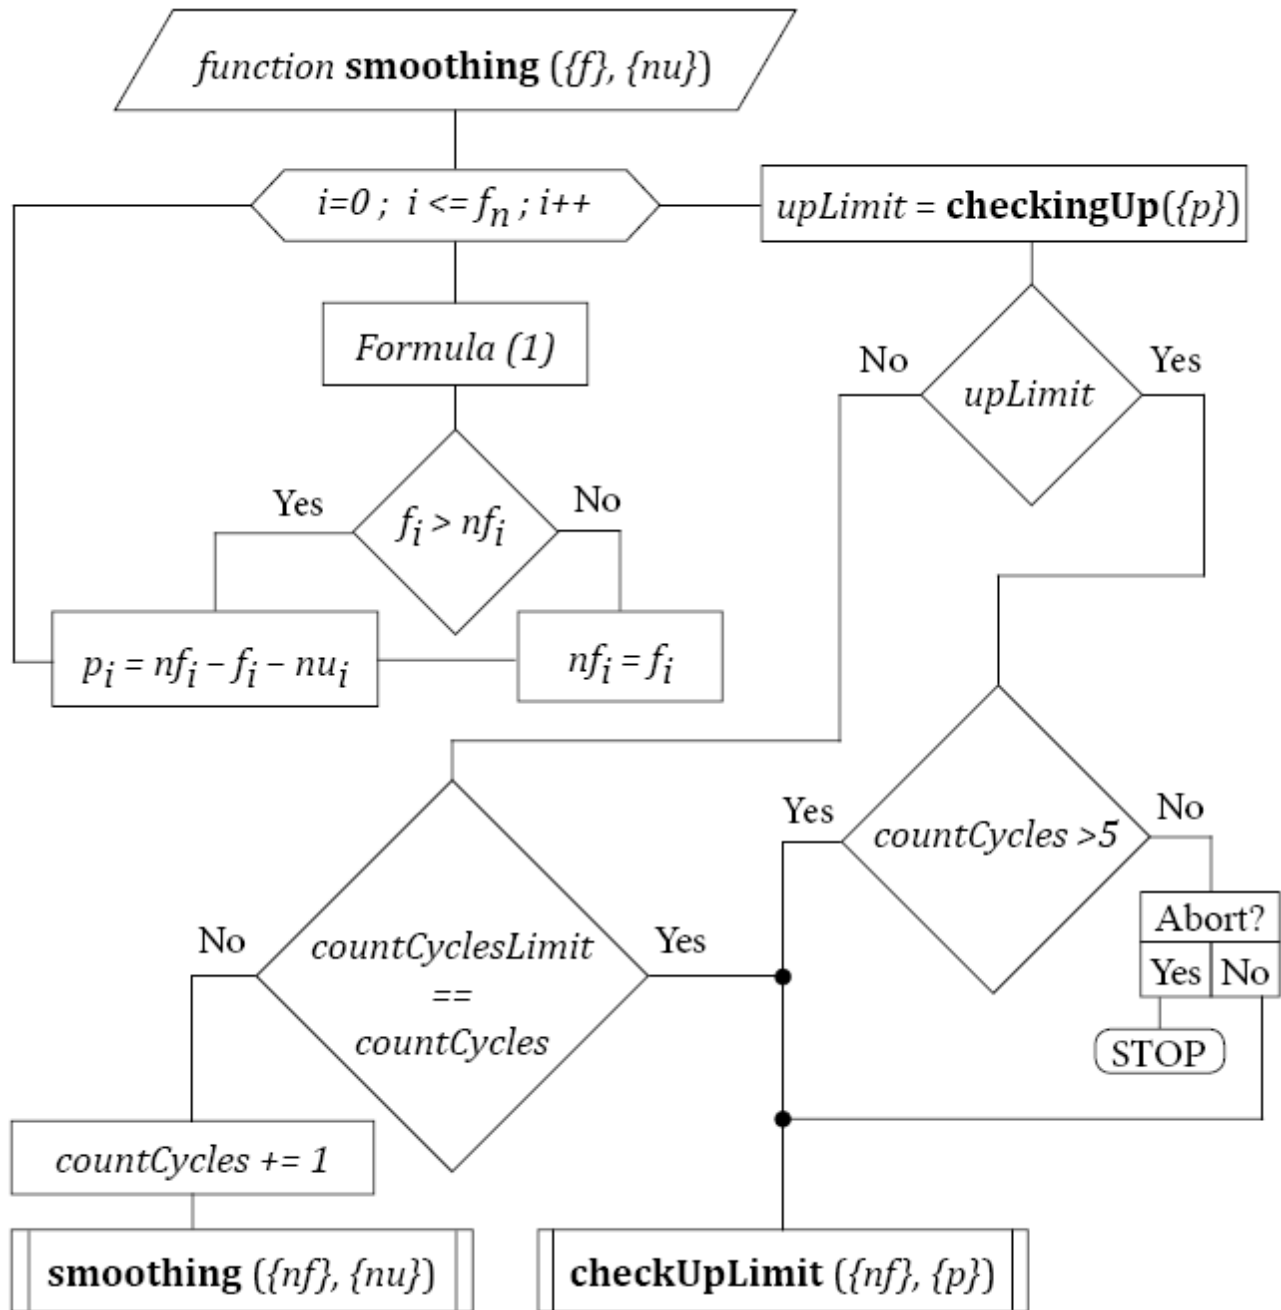 function smoothing ({f}, {nu})
i=0 ; i <= fn ; i++
upLimit = checkingUp({p})
Formula (1)
No
Yes
upLimit
Yes
No
fi > nfi
pi = nfi – fi – nui
nfi = fi
Yes
No
countCycles >5
Abort?
Yes
No
STOP
No
Yes
countCyclesLimit
==
countCycles
countCycles += 1
smoothing ({nf}, {nu})
checkUpLimit ({nf}, {p})